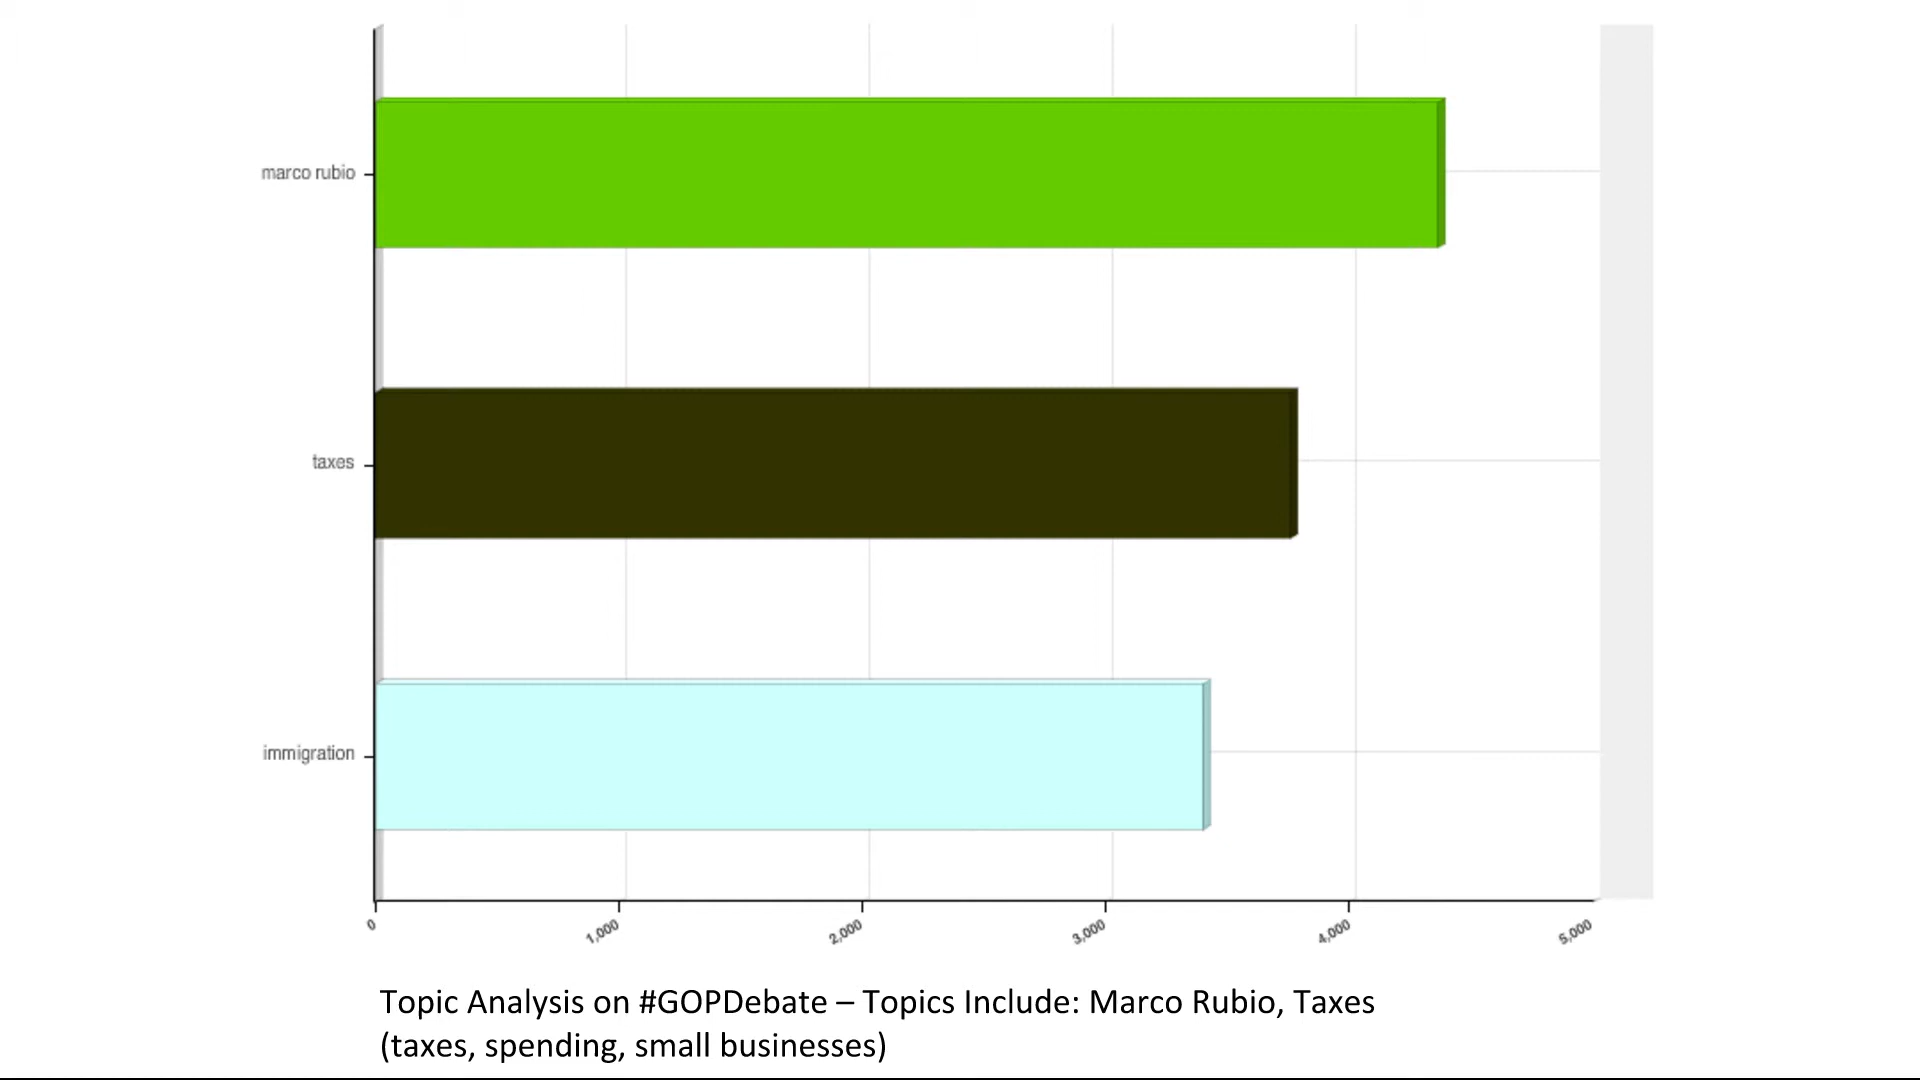 marco rubio
taxes
immigration
0
1,000
2,000
3,000
4,000
5,000
Topic Analysis on #GOPDebate – Topics Include: Marco Rubio, Taxes
(taxes, spending, small businesses)